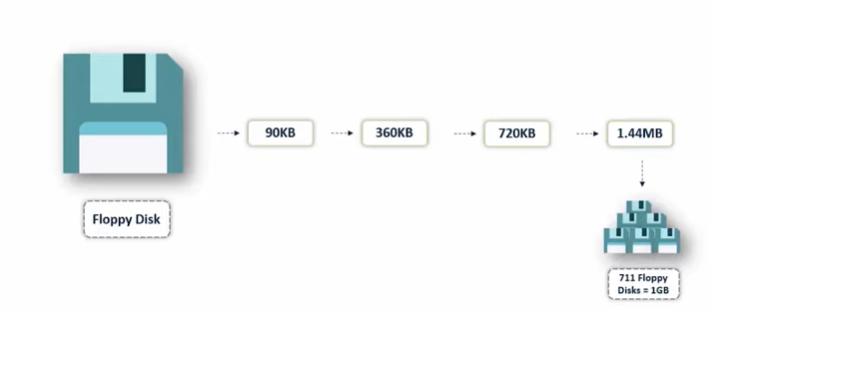 90KB
360KB
720KB
1.44MB
Floppy Disk
711 Floppy
Disks = 1GB